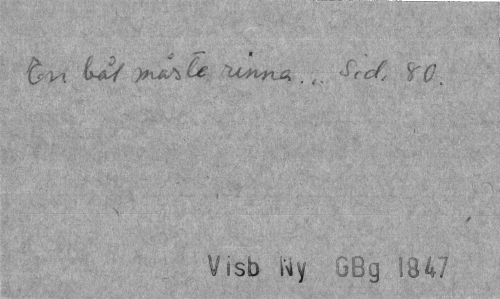 En båt måste rinna... Sid. 80.
Visb Ny GBg 1847